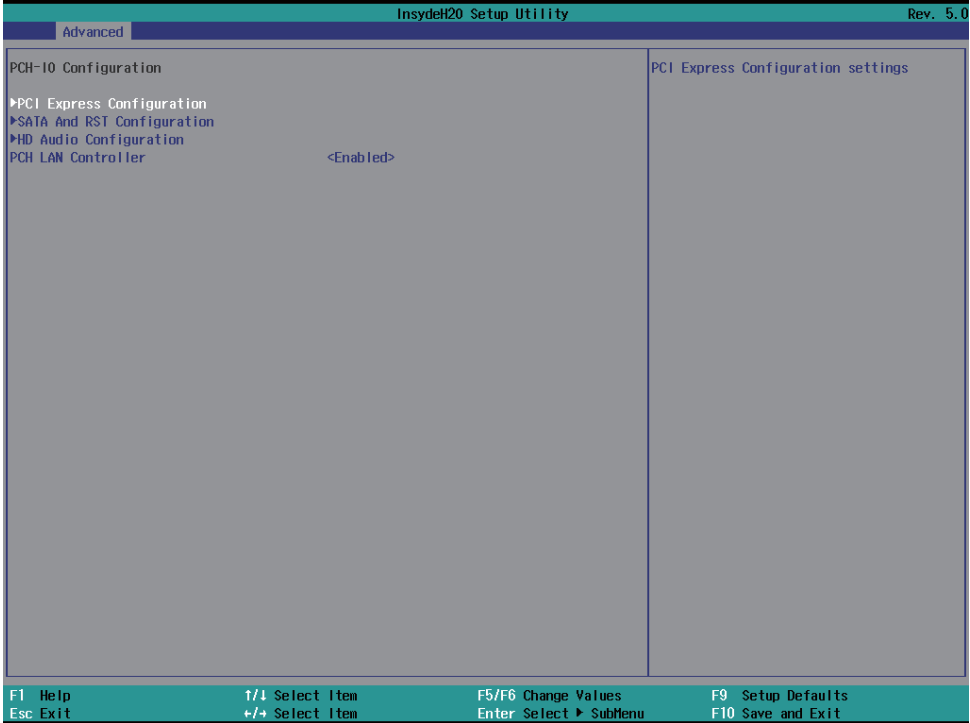 InsydeH20 Setup Utility Rev. 5.0
Advanced
PCH-IO Configuration
▶PCI Express Configuration
▶SATA And RST Configuration
▶HD Audio Configuration
PCH LAN Controller <Enabled>
PCI Express Configuration settings
F1 Help ↑/↓ Select Item F5/F6 Change Values F9 Setup Defaults
Esc Exit ←/→ Select Item Enter Select ▶ SubMenu F10 Save and Exit